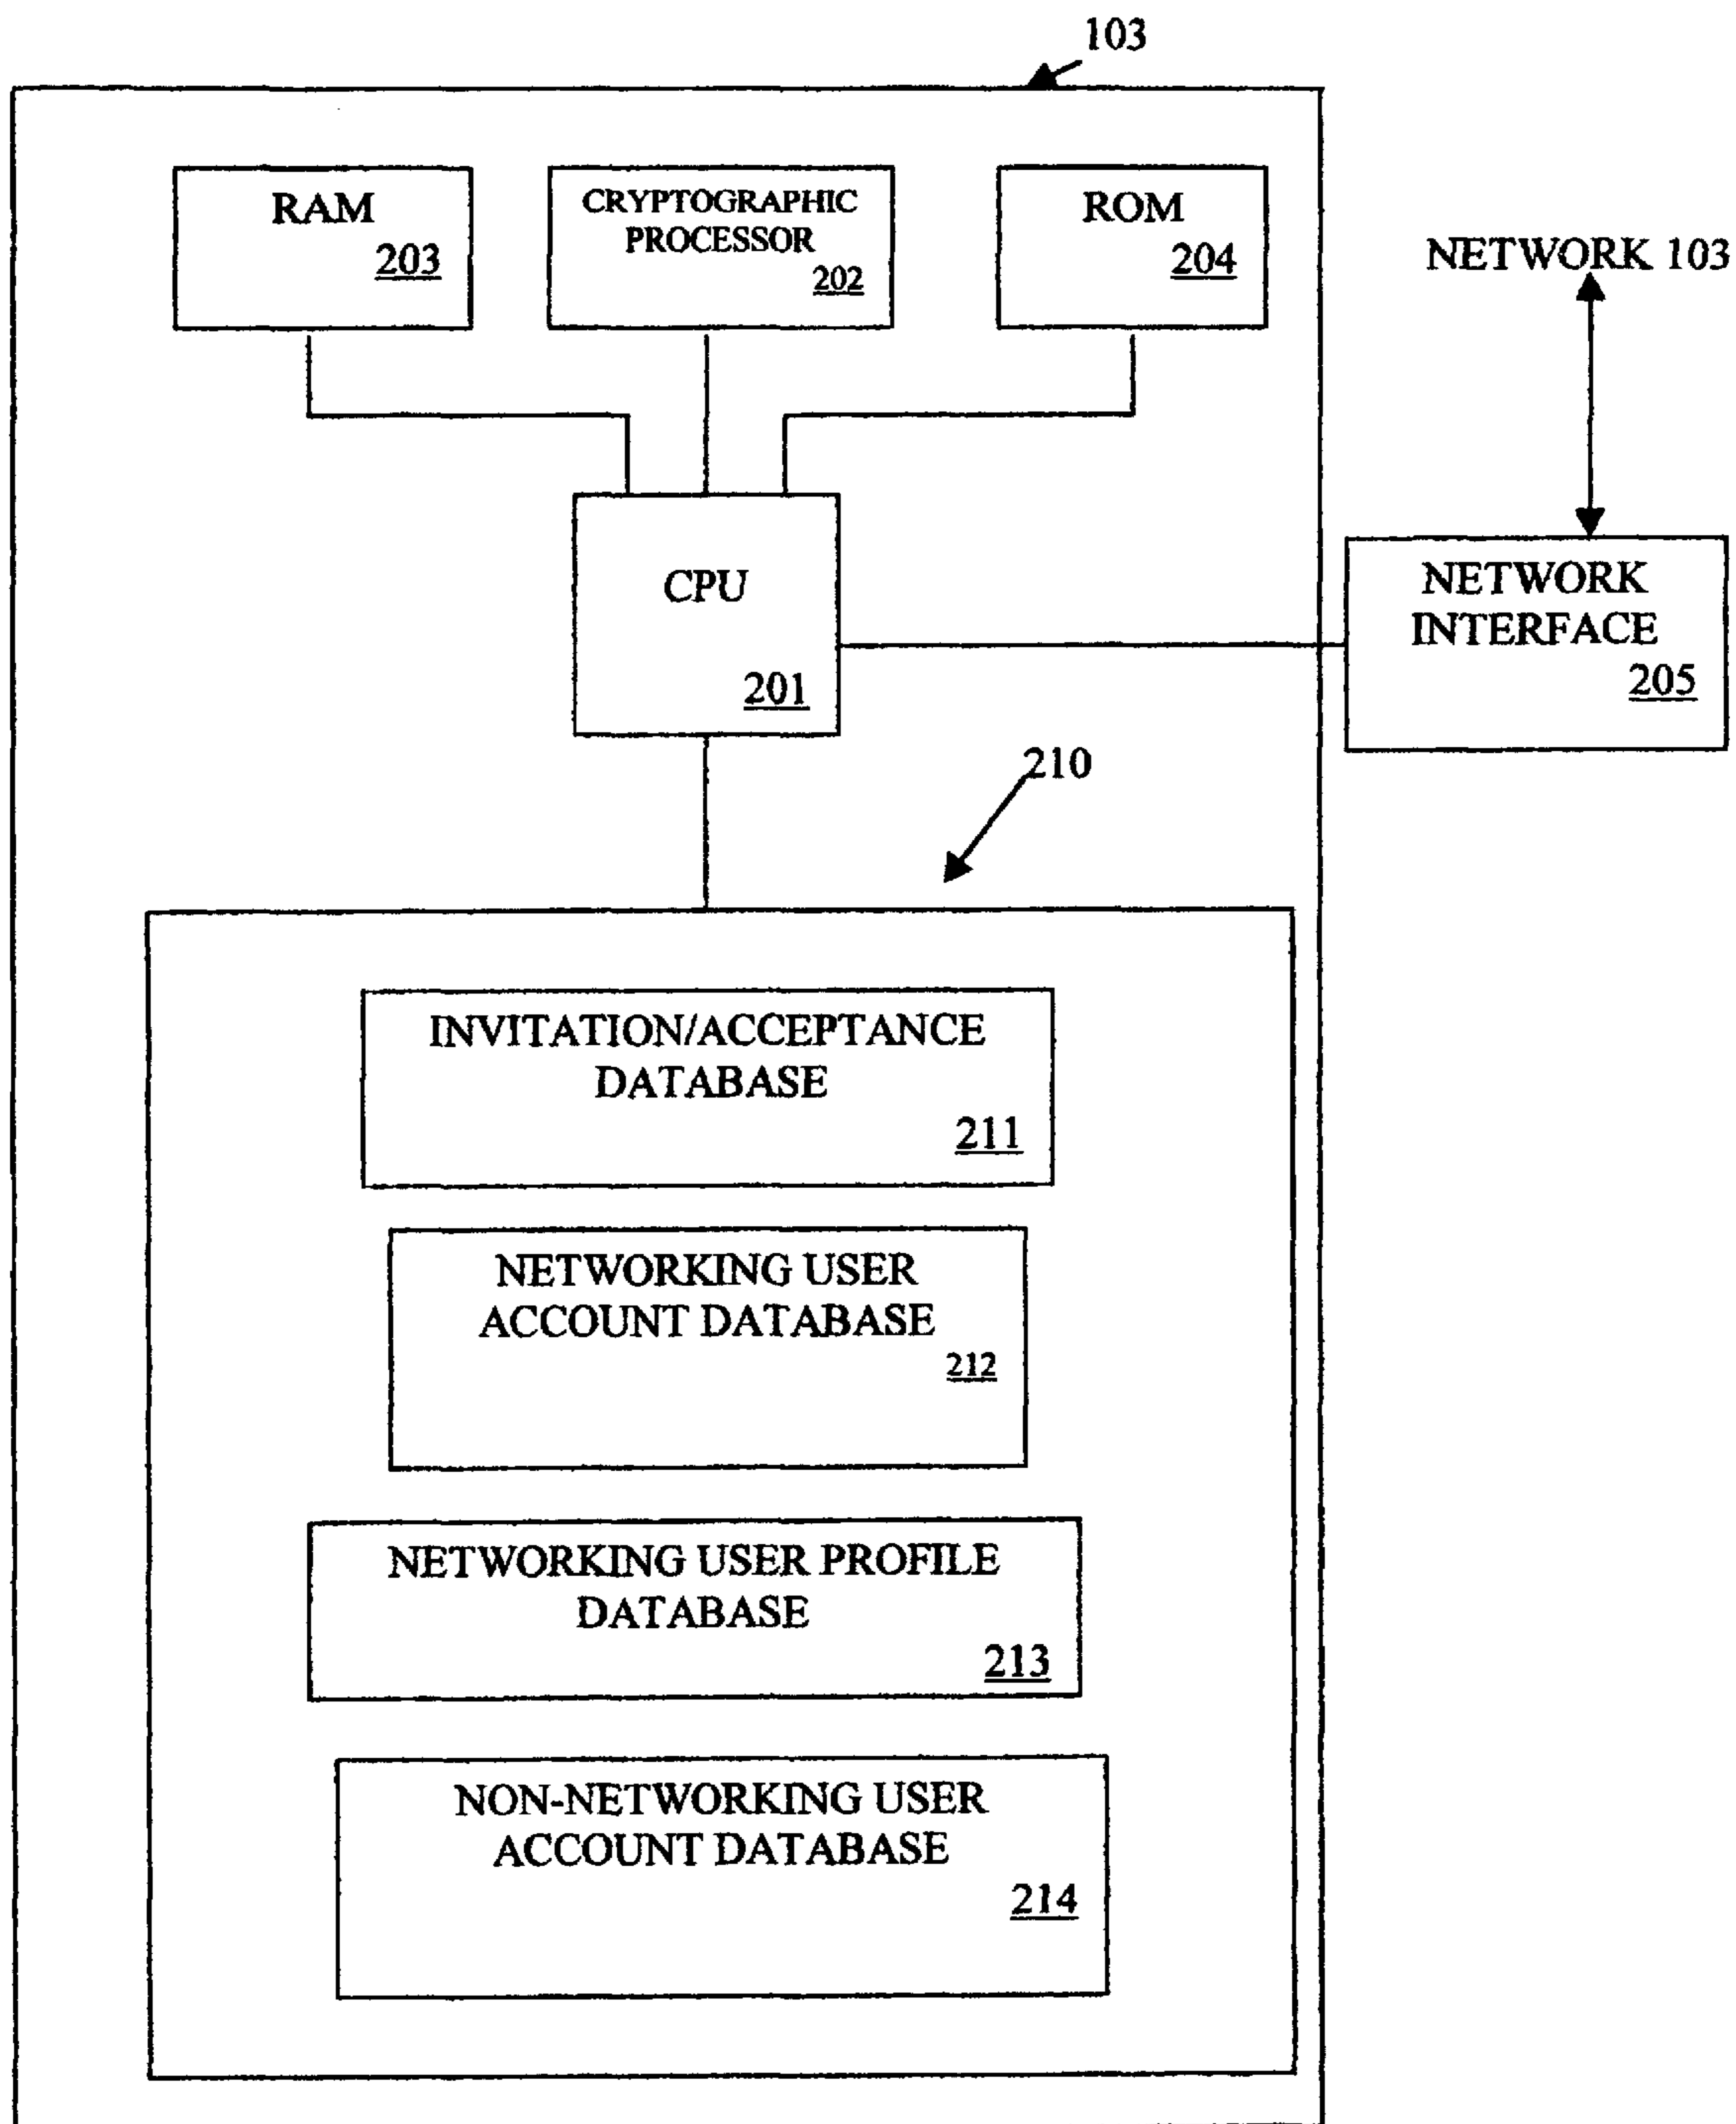 103
RAM
203
CRYPTOGRAPHIC
PROCESSOR
202
ROM
204
NETWORK 103
CPU
201
NETWORK
INTERFACE
205
210
INVITATION/ACCEPTANCE
DATABASE
211
NETWORKING USER
ACCOUNT DATABASE
212
NETWORKING USER PROFILE
DATABASE
213
NON-NETWORKING USER
ACCOUNT DATABASE
214